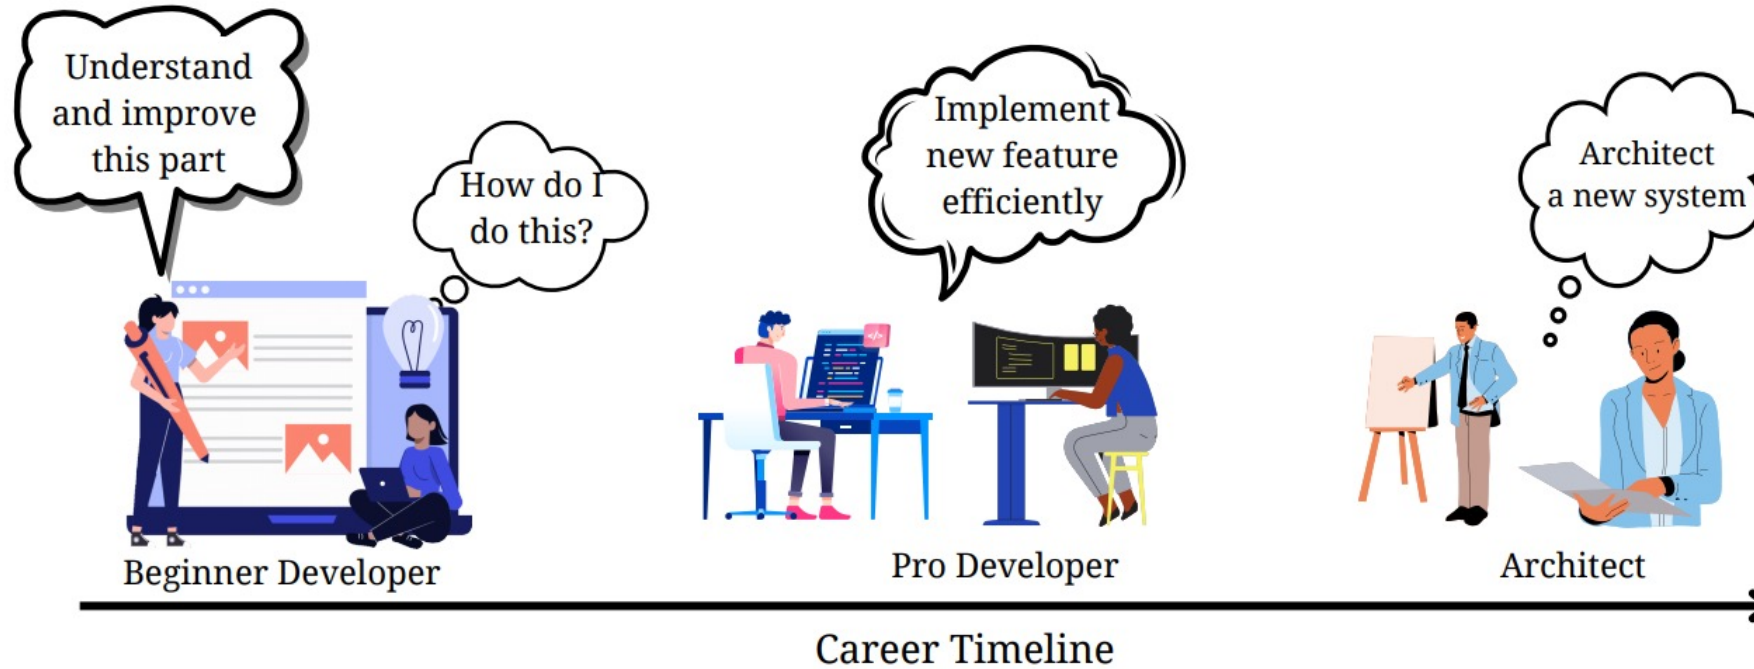 Understand
and improve
this part
How do I
do this?
Implement
new feature
efficiently
Architect
a new system
Beginner Developer
Pro Developer
Architect
Career Timeline